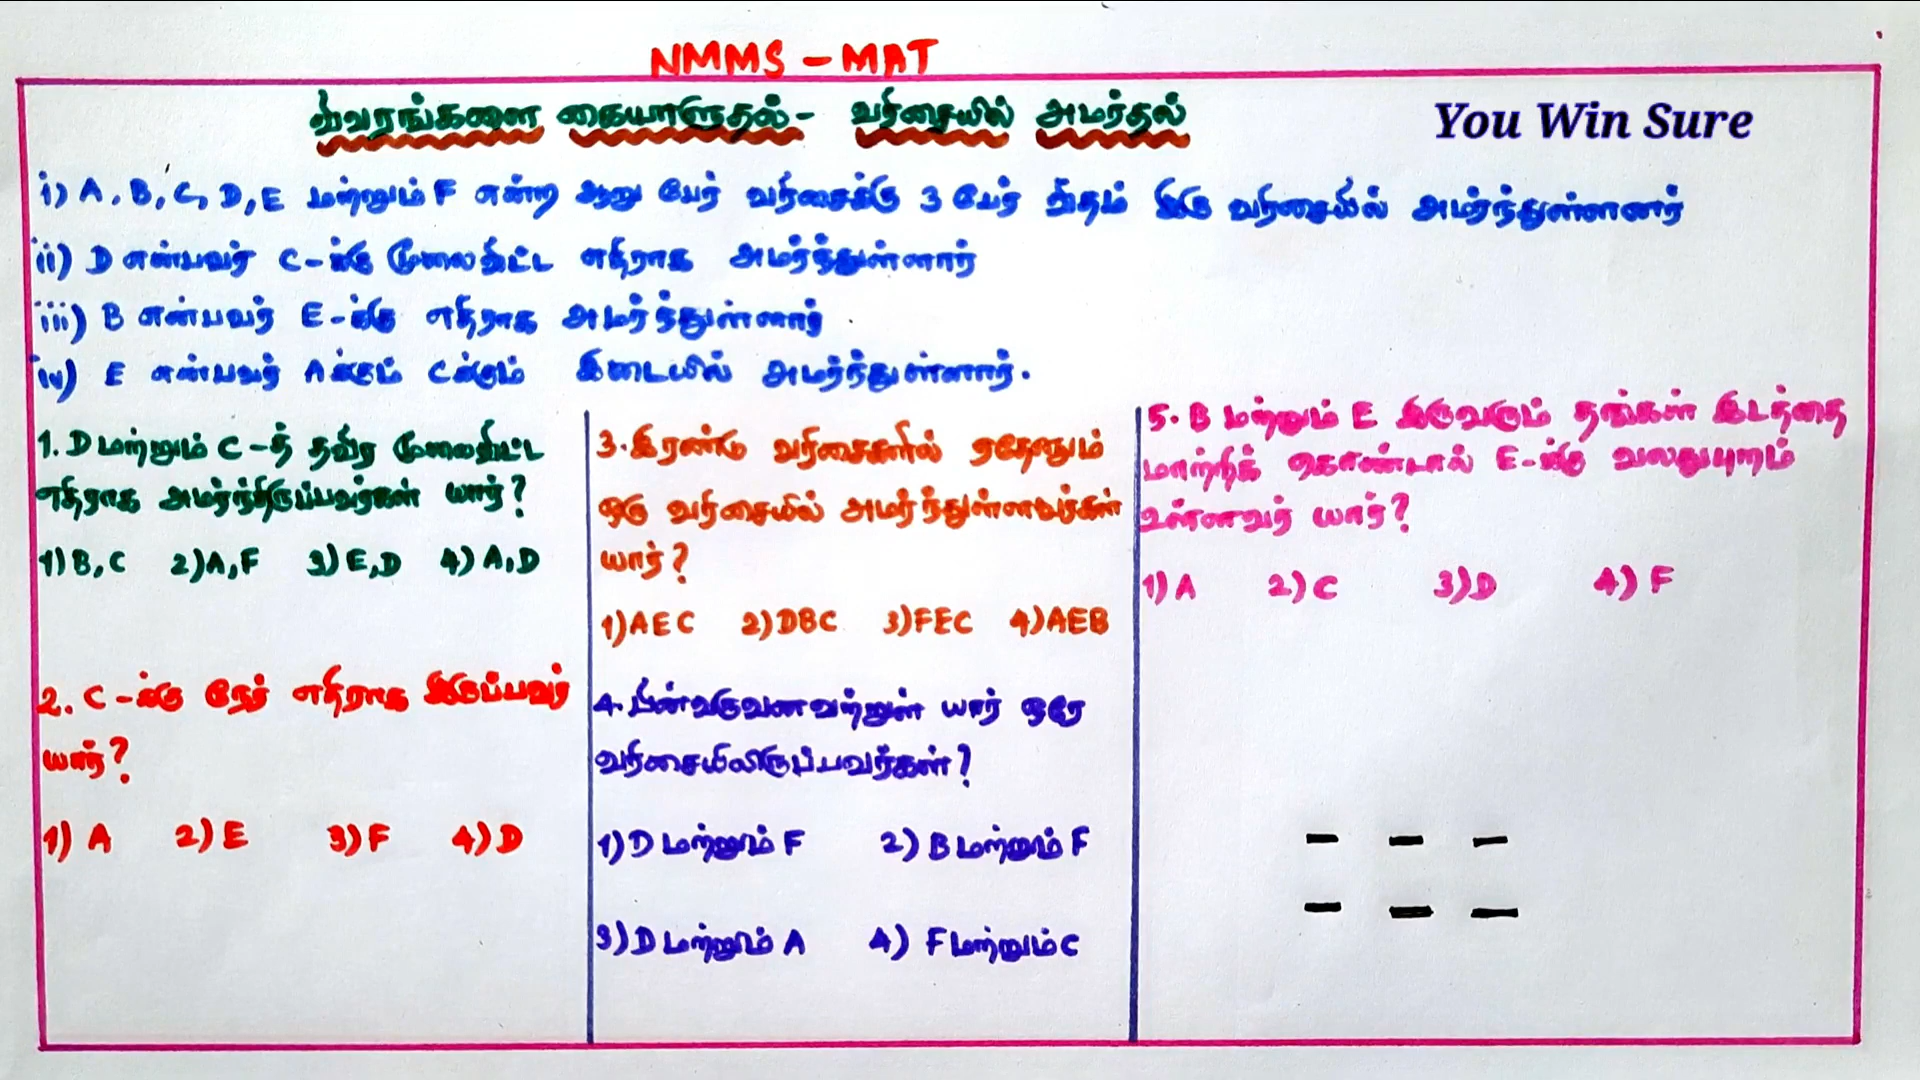 NMMS - MAT
விவரங்களை கையாளுதல் - வரிசையில் அமர்தல்
You Win Sure
i) A, B, C, D, E மற்றும் F என்ற ஆறு பேர் வரிசைக்கு 3 பேர் வீதம் இரு வரிசையில் அமர்ந்துள்ளனர்
ii) D என்பவர் C-க்கு மூலைவிட்ட எதிராக அமர்ந்துள்ளார்
iii) B என்பவர் E-க்கு எதிராக அமர்ந்துள்ளார்
iv) E என்பவர் Aக்கும் Cக்கும் இடையில் அமர்ந்துள்ளார்.
1. D மற்றும் C-த் தவிர மூலைவிட்ட
எதிராக அமர்ந்திருப்பவர்கள் யார்?
1) B, C 2) A, F 3) E, D 4) A, D
2. C-க்கு நேர் எதிராக இருப்பவர்
யார்?
1) A 2) E 3) F 4) D
3. இரண்டு வரிசைகளில் ஏதேனும்
ஒரு வரிசையில் அமர்ந்துள்ளவர்கள்
யார்?
1) AEC 2) DBC 3) FEC 4) AEB
4. பின்வருவனவற்றுள் யார் ஒரே
வரிசையிலிருப்பவர்கள்?
1) D மற்றும் F 2) B மற்றும் F
3) D மற்றும் A 4) F மற்றும் C
5. B மற்றும் E இருவரும் தங்கள் இடத்தை
மாற்றிக் கொண்டால் E-க்கு வலதுபுறம்
உள்ளவர் யார்?
1) A 2) C 3) D 4) F